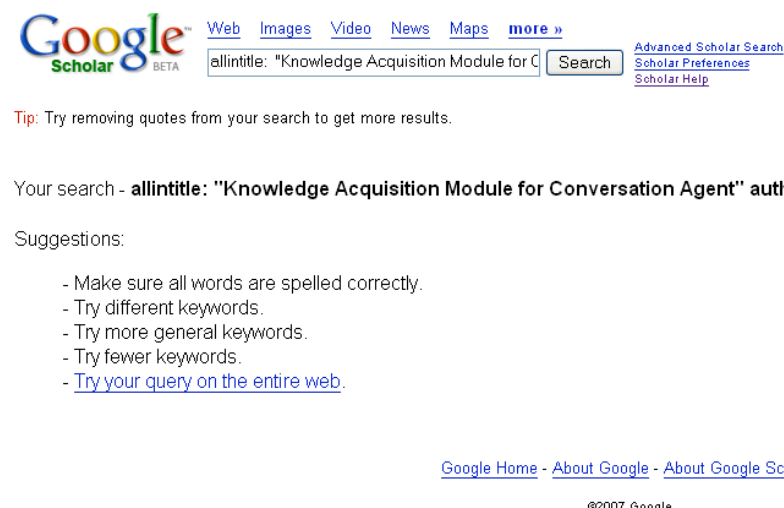 Google™
Scholar BETA
Web Images Video News Maps more »
allintitle: "Knowledge Acquisition Module for C
Search
Advanced Scholar Search
Scholar Preferences
Scholar Help
Tip: Try removing quotes from your search to get more results.
Your search - allintitle: "Knowledge Acquisition Module for Conversation Agent" auth
Suggestions:
- Make sure all words are spelled correctly.
- Try different keywords.
- Try more general keywords.
- Try fewer keywords.
- Try your query on the entire web.
Google Home - About Google - About Google Sc
©2007 Google